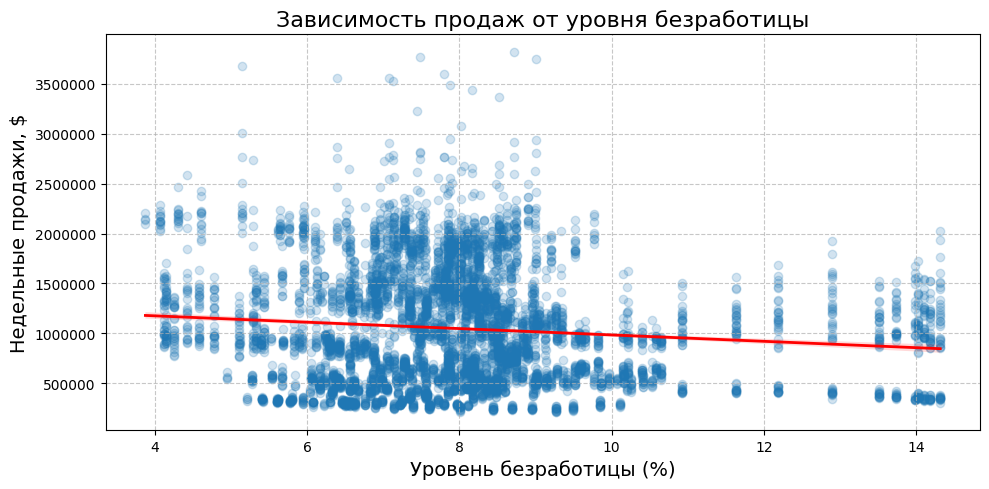 Зависимость продаж от уровня безработицы
Недельные продажи, $
3500000
3000000
2500000
2000000
1500000
1000000
500000
4 6 8 10 12 14
Уровень безработицы (%)